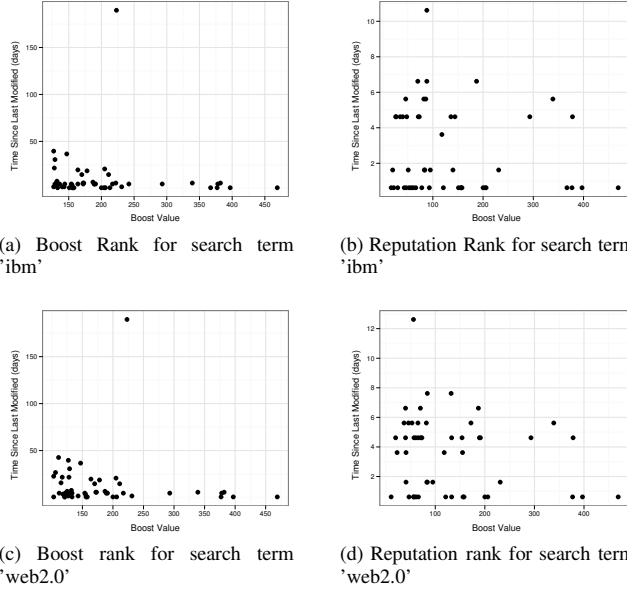 Time Since Last Modified (days)
150
100
50
150 200 250 300 350 400 450
Boost Value
(a) Boost Rank for search term
'ibm'
Time Since Last Modified (days)
10
8
6
4
2
100 200 300 400
Boost Value
(b) Reputation Rank for search term
'ibm'
Time Since Last Modified (days)
150
100
50
100 150 200 250 300 350 400 450
Boost Value
(c) Boost rank for search term
'web2.0'
Time Since Last Modified (days)
12
10
8
6
4
2
100 200 300 400
Boost Value
(d) Reputation rank for search term
'web2.0'